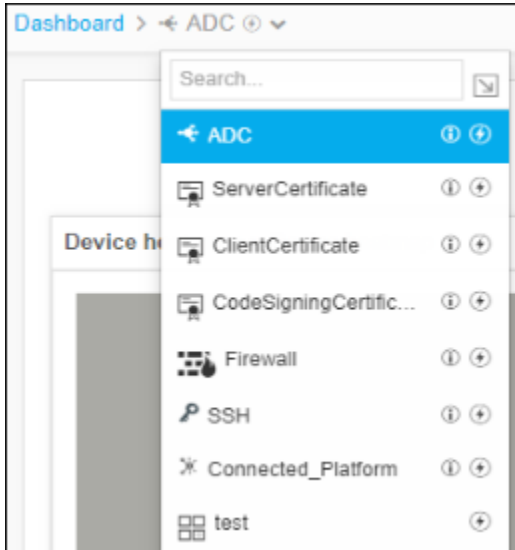 Dashboard > ADC
Search...
ADC
ServerCertificate
Device h
ClientCertificate
CodeSigningCertific...
Firewall
SSH
Connected_Platform
test